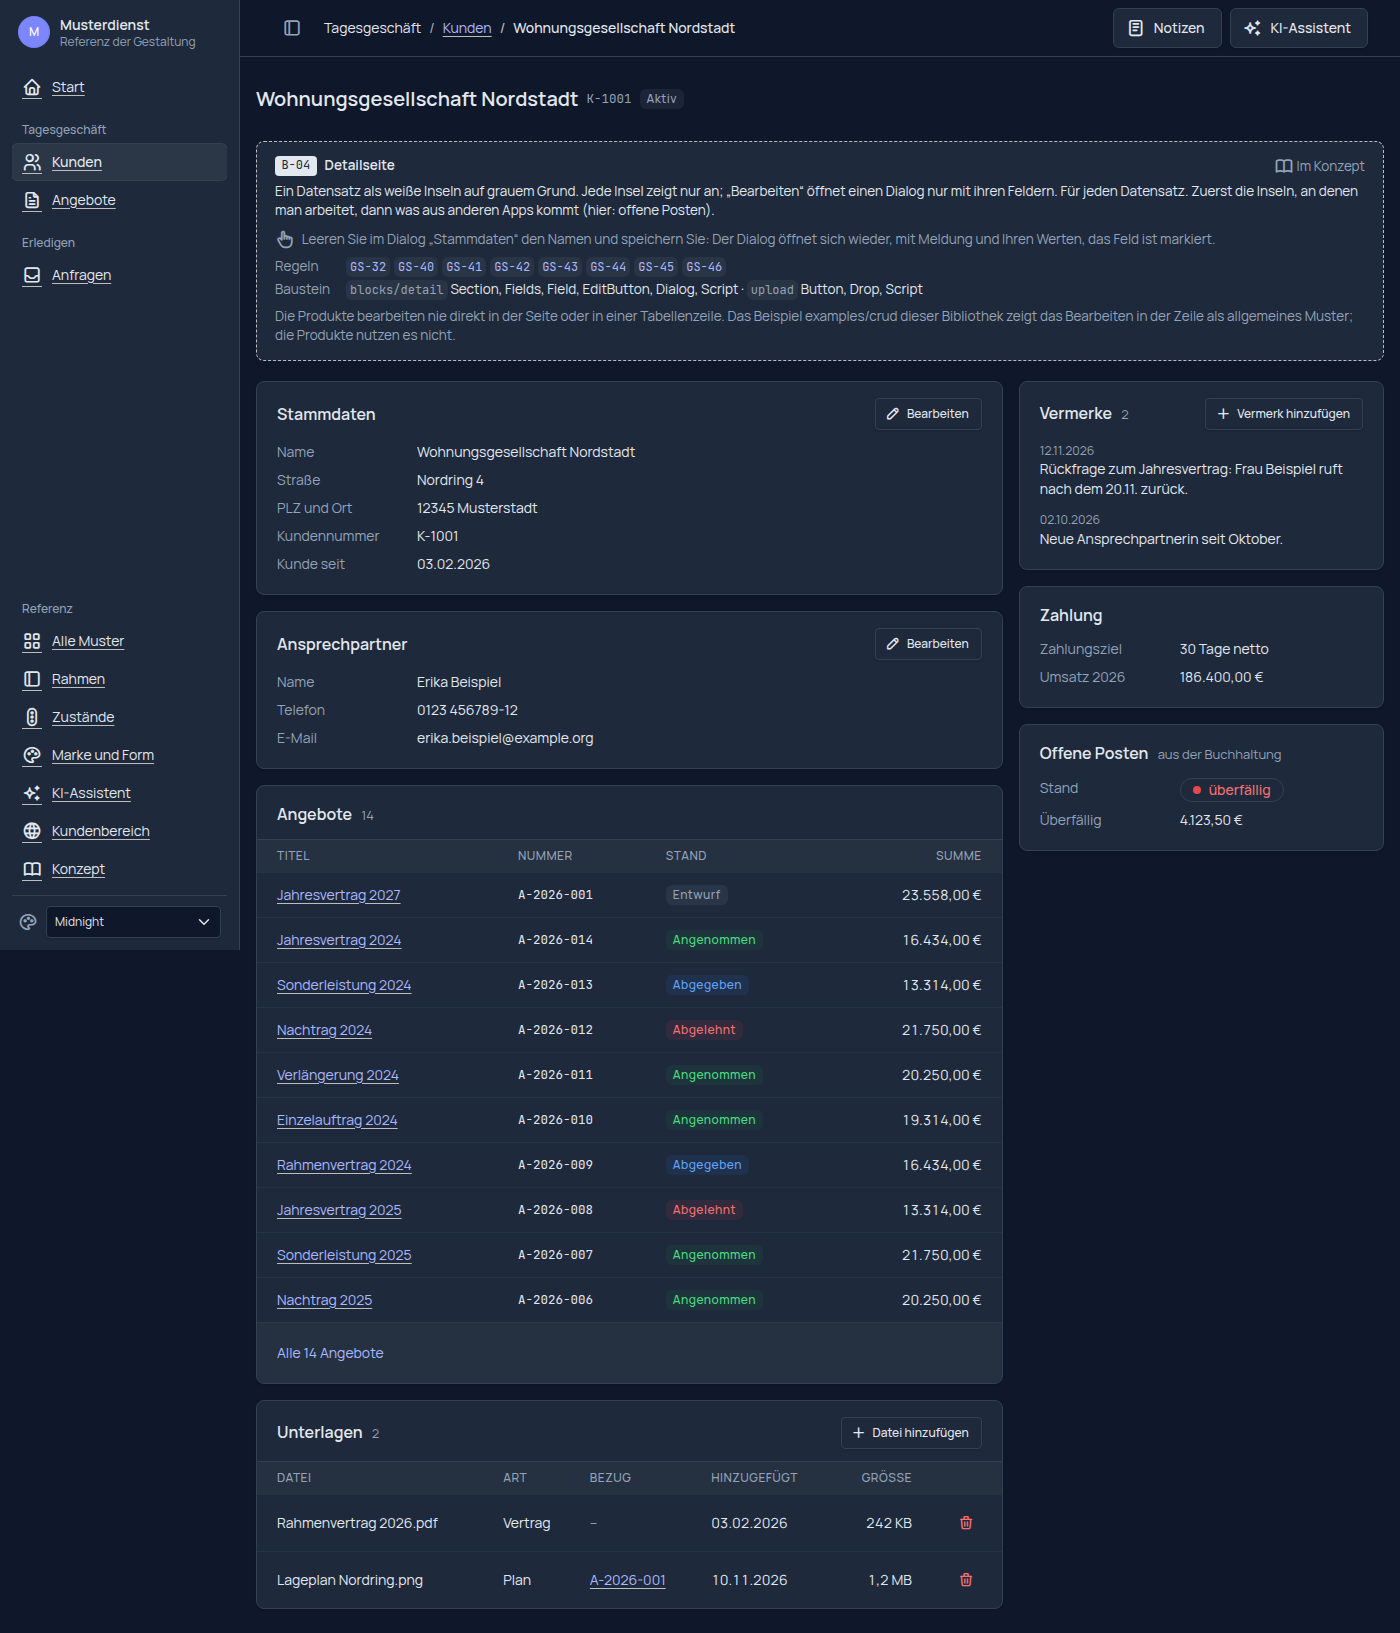 M
Musterdienst
Referenz der Gestaltung
Start
Tagesgeschäft
Kunden
Angebote
Erledigen
Anfragen
Referenz
Alle Muster
Rahmen
Zustände
Marke und Form
KI-Assistent
Kundenbereich
Konzept
Midnight
Tagesgeschäft / Kunden / Wohnungsgesellschaft Nordstadt
Notizen
KI-Assistent
Wohnungsgesellschaft Nordstadt K-1001 Aktiv
B-04 Detailseite
Im Konzept
Ein Datensatz als weiße Inseln auf grauem Grund. Jede Insel zeigt nur an; „Bearbeiten“ öffnet einen Dialog nur mit ihren Feldern. Für jeden Datensatz. Zuerst die Inseln, an denen
man arbeitet, dann was aus anderen Apps kommt (hier: offene Posten).
Leeren Sie im Dialog „Stammdaten“ den Namen und speichern Sie: Der Dialog öffnet sich wieder, mit Meldung und Ihren Werten, das Feld ist markiert.
Regeln GS-32 GS-40 GS-41 GS-42 GS-43 GS-44 GS-45 GS-46
Baustein blocks/detail Section, Fields, Field, EditButton, Dialog, Script · upload Button, Drop, Script
Die Produkte bearbeiten nie direkt in der Seite oder in einer Tabellenzeile. Das Beispiel examples/crud dieser Bibliothek zeigt das Bearbeiten in der Zeile als allgemeines Muster;
die Produkte nutzen es nicht.
Stammdaten
Bearbeiten
Name Wohnungsgesellschaft Nordstadt
Straße Nordring 4
PLZ und Ort 12345 Musterstadt
Kundennummer K-1001
Kunde seit 03.02.2026
Ansprechpartner
Bearbeiten
Name Erika Beispiel
Telefon 0123 456789-12
E-Mail erika.beispiel@example.org
Angebote 14
TITEL NUMMER STAND SUMME
Jahresvertrag 2027 A-2026-001 Entwurf 23.558,00 €
Jahresvertrag 2024 A-2026-014 Angenommen 16.434,00 €
Sonderleistung 2024 A-2026-013 Abgegeben 13.314,00 €
Nachtrag 2024 A-2026-012 Abgelehnt 21.750,00 €
Verlängerung 2024 A-2026-011 Angenommen 20.250,00 €
Einzelauftrag 2024 A-2026-010 Angenommen 19.314,00 €
Rahmenvertrag 2024 A-2026-009 Abgegeben 16.434,00 €
Jahresvertrag 2025 A-2026-008 Abgelehnt 13.314,00 €
Sonderleistung 2025 A-2026-007 Angenommen 21.750,00 €
Nachtrag 2025 A-2026-006 Angenommen 20.250,00 €
Alle 14 Angebote
Unterlagen 2
Datei hinzufügen
DATEI ART BEZUG HINZUGEFÜGT GRÖSSE
Rahmenvertrag 2026.pdf Vertrag – 03.02.2026 242 KB
Lageplan Nordring.png Plan A-2026-001 10.11.2026 1,2 MB
Vermerke 2
Vermerk hinzufügen
12.11.2026
Rückfrage zum Jahresvertrag: Frau Beispiel ruft
nach dem 20.11. zurück.
02.10.2026
Neue Ansprechpartnerin seit Oktober.
Zahlung
Zahlungsziel 30 Tage netto
Umsatz 2026 186.400,00 €
Offene Posten aus der Buchhaltung
Stand überfällig
Überfällig 4.123,50 €